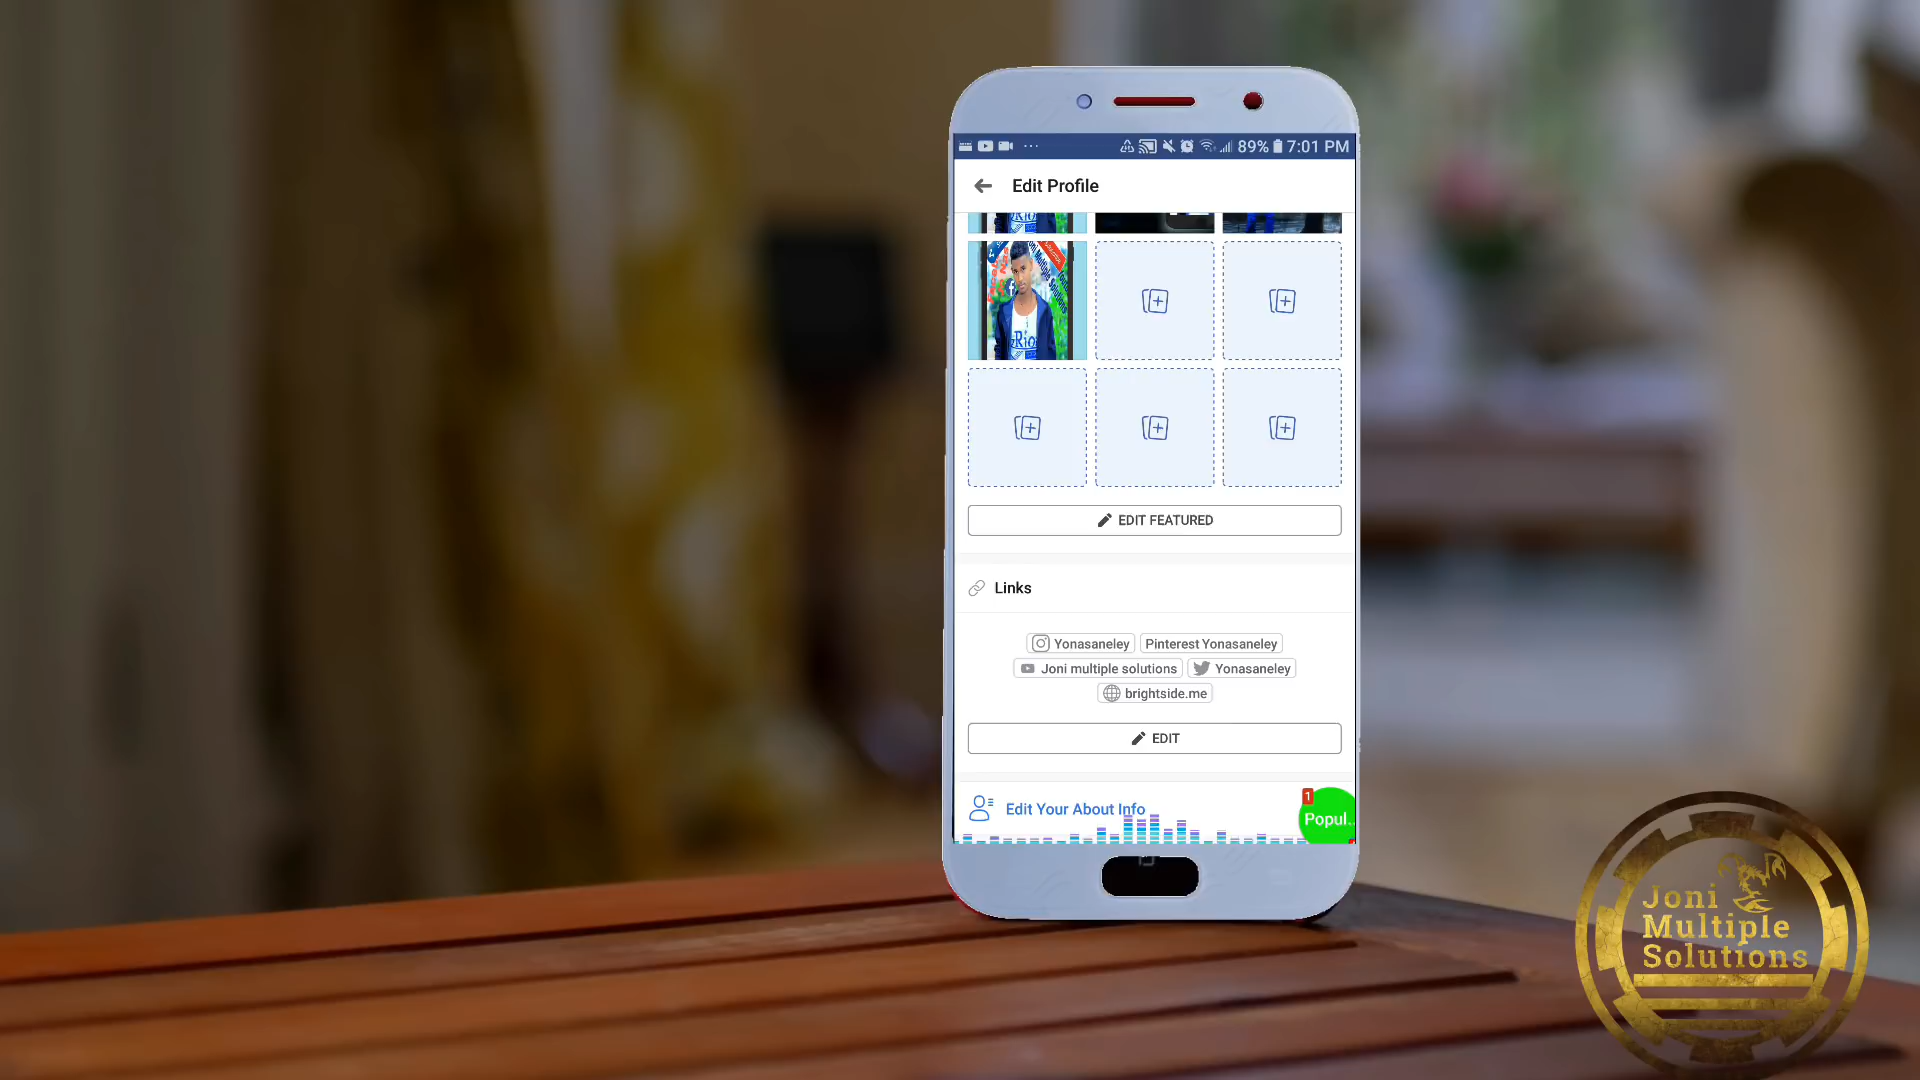 89% 7:01 PM
Edit Profile
EDIT FEATURED
Links
Yonasaneley Pinterest Yonasaneley
Joni multiple solutions Yonasaneley
brightside.me
EDIT
Edit Your About Info
1
Popul..
Joni
Multiple
Solutions